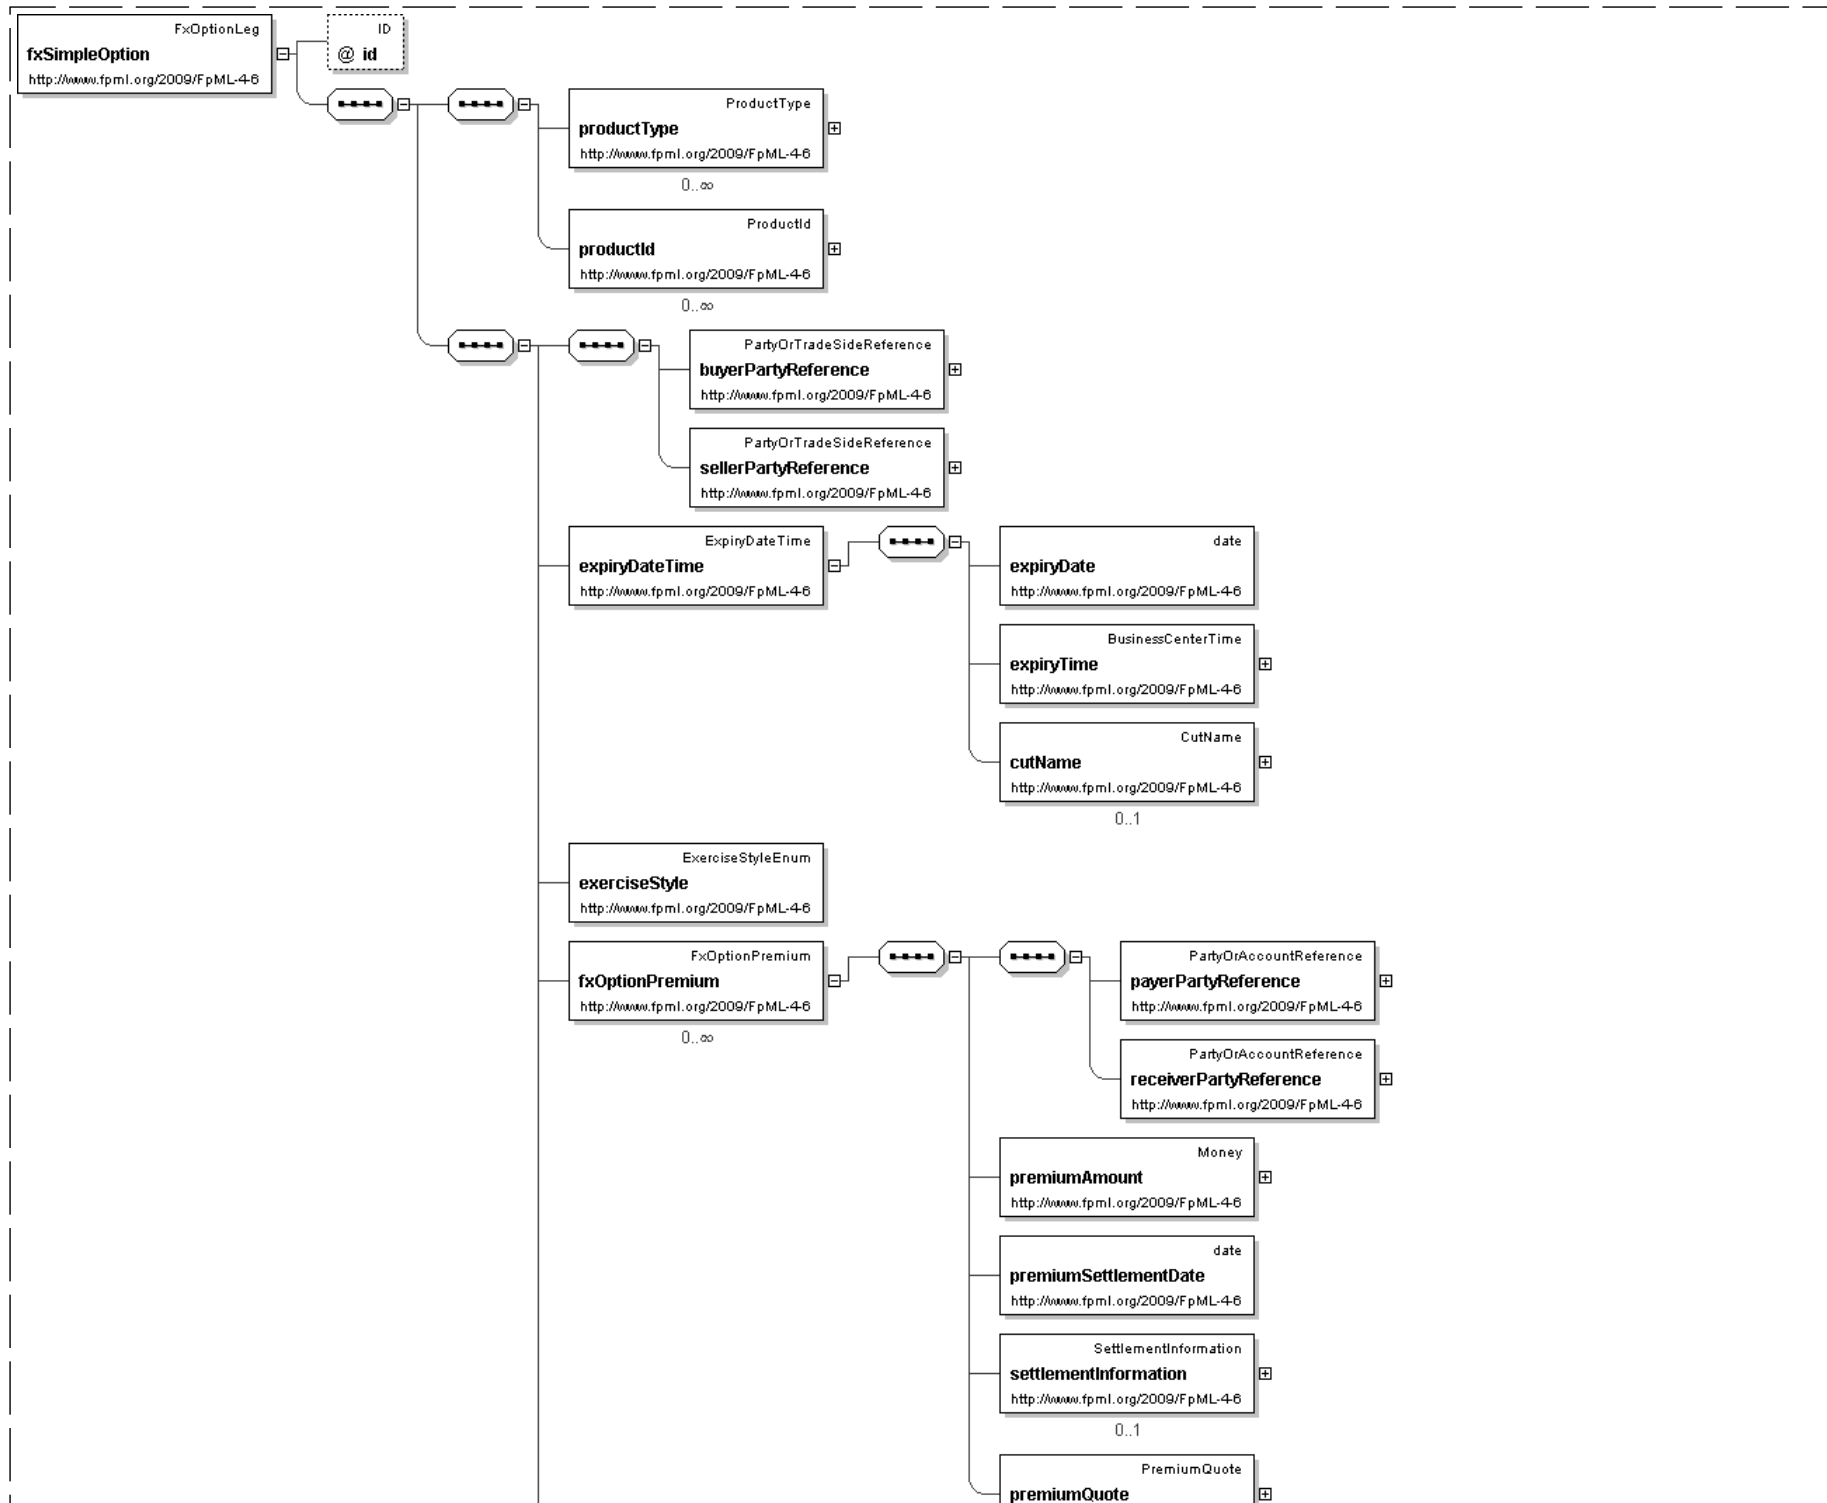 FxOptionLeg
fxSimpleOption
http://www.fpml.org/2009/FpML-4-6
ID
@ id
ProductType
productType
http://www.fpml.org/2009/FpML-4-6
0..∞
ProductId
productId
http://www.fpml.org/2009/FpML-4-6
0..∞
PartyOrTradeSideReference
buyerPartyReference
http://www.fpml.org/2009/FpML-4-6
PartyOrTradeSideReference
sellerPartyReference
http://www.fpml.org/2009/FpML-4-6
ExpiryDateTime
expiryDateTime
http://www.fpml.org/2009/FpML-4-6
date
expiryDate
http://www.fpml.org/2009/FpML-4-6
BusinessCenterTime
expiryTime
http://www.fpml.org/2009/FpML-4-6
CutName
cutName
http://www.fpml.org/2009/FpML-4-6
0..1
ExerciseStyleEnum
exerciseStyle
http://www.fpml.org/2009/FpML-4-6
FxOptionPremium
fxOptionPremium
http://www.fpml.org/2009/FpML-4-6
0..∞
PartyOrAccountReference
payerPartyReference
http://www.fpml.org/2009/FpML-4-6
PartyOrAccountReference
receiverPartyReference
http://www.fpml.org/2009/FpML-4-6
Money
premiumAmount
http://www.fpml.org/2009/FpML-4-6
date
premiumSettlementDate
http://www.fpml.org/2009/FpML-4-6
SettlementInformation
settlementInformation
http://www.fpml.org/2009/FpML-4-6
0..1
PremiumQuote
premiumQuote